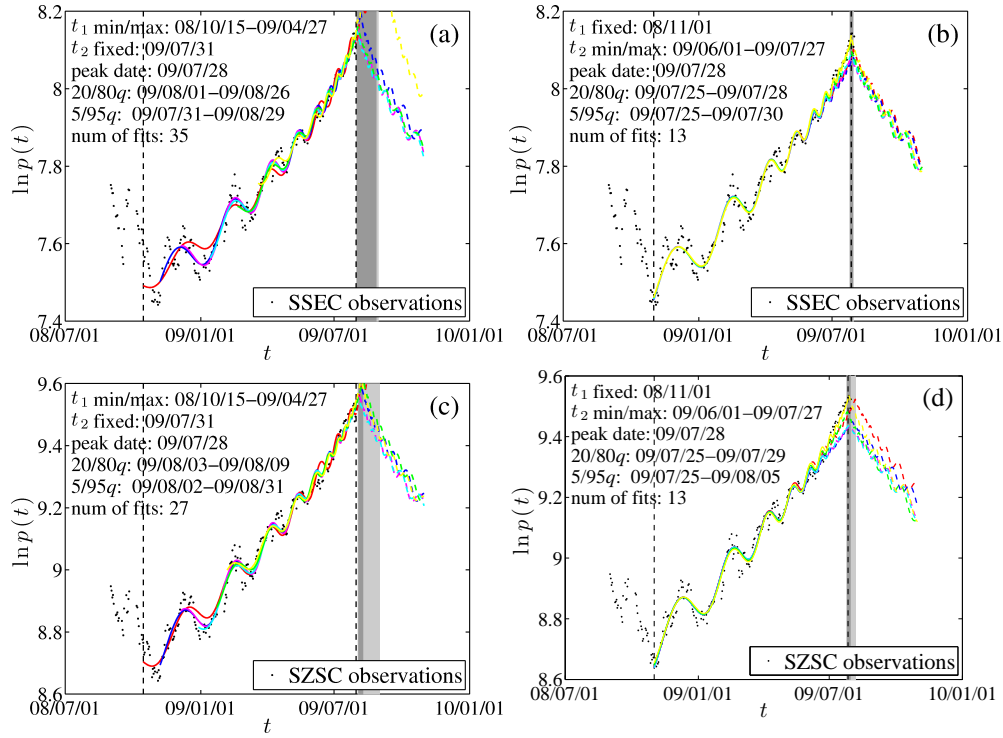 (a)
t1 min/max: 08/10/15−09/04/27
t2 fixed: 09/07/31
peak date: 09/07/28
20/80q: 09/08/01−09/08/26
5/95q: 09/07/31−09/08/29
num of fits: 35
8.2
8
7.8
7.6
7.4
ln p(t)
SSEC observations
08/07/01
09/01/01
09/07/01
10/01/01
t
(b)
t1 fixed: 08/11/01
t2 min/max: 09/06/01−09/07/27
peak date: 09/07/28
20/80q: 09/07/25−09/07/28
5/95q: 09/07/25−09/07/30
num of fits: 13
8.2
8
7.8
7.6
7.4
ln p(t)
SSEC observations
08/07/01
09/01/01
09/07/01
10/01/01
t
(c)
t1 min/max: 08/10/15−09/04/27
t2 fixed: 09/07/31
peak date: 09/07/28
20/80q: 09/08/03−09/08/09
5/95q: 09/08/02−09/08/31
num of fits: 27
9.6
9.4
9.2
9
8.8
8.6
ln p(t)
SZSC observations
08/07/01
09/01/01
09/07/01
10/01/01
t
(d)
t1 fixed: 08/11/01
t2 min/max: 09/06/01−09/07/27
peak date: 09/07/28
20/80q: 09/07/25−09/07/29
5/95q: 09/07/25−09/08/05
num of fits: 13
9.6
9.4
9.2
9
8.8
8.6
ln p(t)
SZSC observations
08/07/01
09/01/01
09/07/01
10/01/01
t